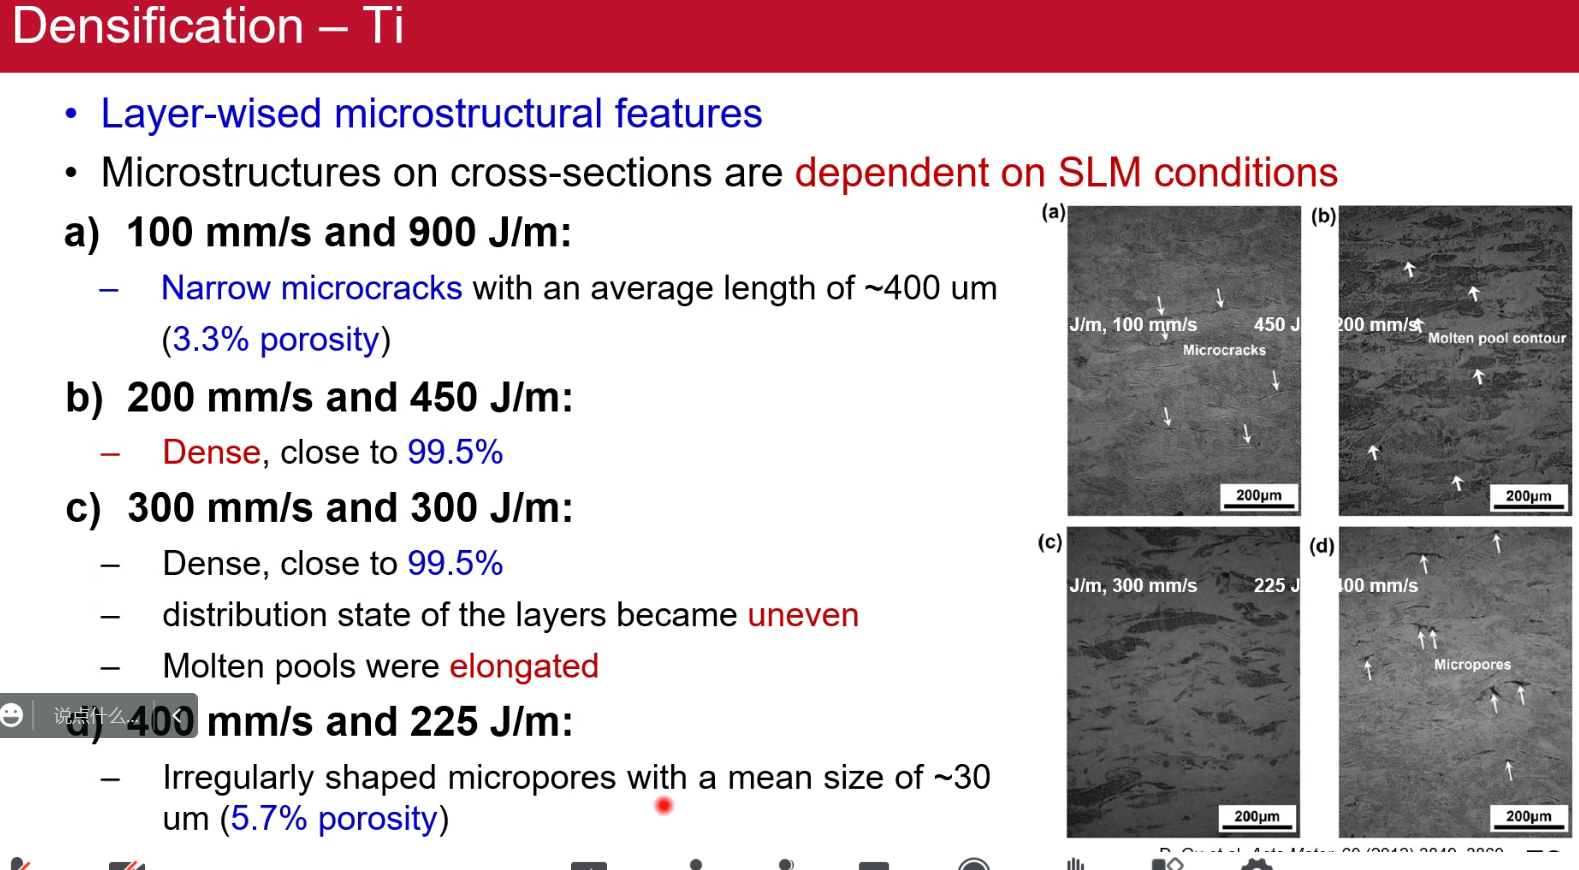 Densification – Ti
• Layer-wised microstructural features
• Microstructures on cross-sections are dependent on SLM conditions
a) 100 mm/s and 900 J/m:
– Narrow microcracks with an average length of ~400 um
(3.3% porosity)
b) 200 mm/s and 450 J/m:
– Dense, close to 99.5%
c) 300 mm/s and 300 J/m:
– Dense, close to 99.5%
– distribution state of the layers became uneven
– Molten pools were elongated
说点什么...
d) 400 mm/s and 225 J/m:
– Irregularly shaped micropores with a mean size of ~30
um (5.7% porosity)
(a)
J/m, 100 mm/s
Microcracks
200μm
(b)
450 J
200 mm/s
Molten pool contour
200μm
(c)
J/m, 300 mm/s
200μm
(d)
225 J
400 mm/s
Micropores
200μm